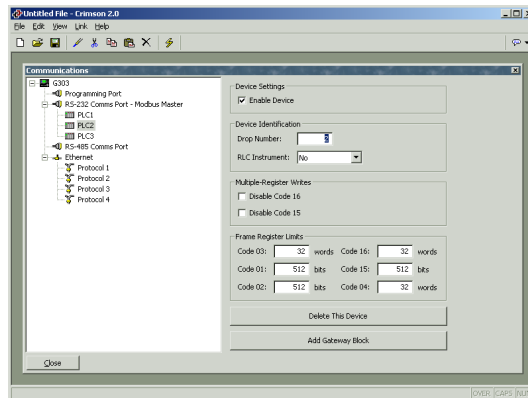 Untitled File - Crimson 2.0
File Edit View Link Help
Communications
G303
Programming Port
RS-232 Comms Port - Modbus Master
PLC1
PLC2
PLC3
RS-485 Comms Port
Ethernet
Protocol 1
Protocol 2
Protocol 3
Protocol 4
Device Settings
Enable Device
Device Identification
Drop Number: 2
RLC Instrument: No
Multiple-Register Writes
Disable Code 16
Disable Code 15
Frame Register Limits
Code 03: 32 words Code 16: 32 words
Code 01: 512 bits Code 15: 512 bits
Code 02: 512 bits Code 04: 32 words
Delete This Device
Add Gateway Block
Close
OVER CAPS NU